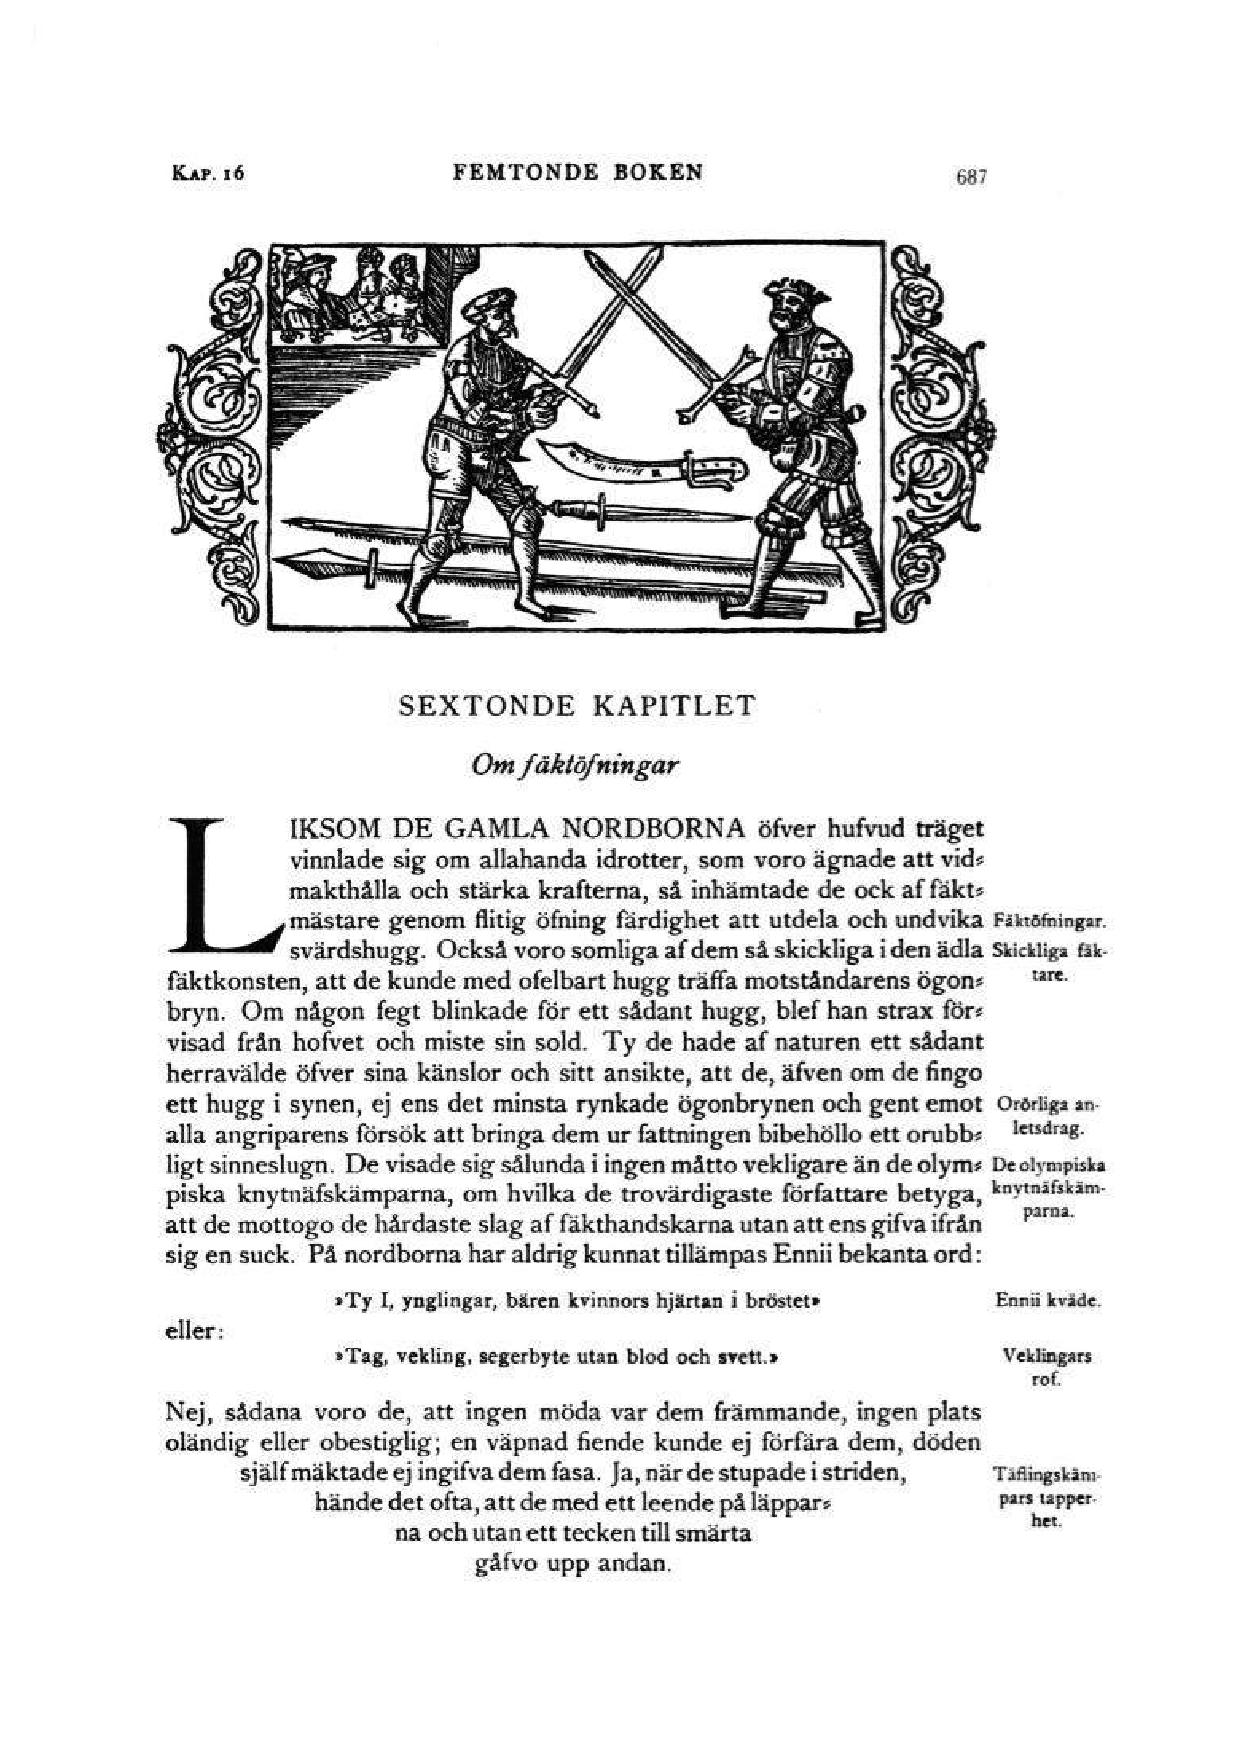 KAP. 16
FEMTONDE BOKEN
687
SEXTONDE KAPITLET
Om fäktöfningar
LIKSOM DE GAMLA NORDBORNA öfver hufvud träget
vinnlade sig om allahanda idrotter, som voro ägnade att vid-
makthålla och stärka krafterna, så inhämtade de ock af fäkt-
mästare genom flitig öfning färdighet att utdela och undvika
Fäktöfningar.
svärdshugg. Också voro somliga af dem så skickliga i den ädla
Skickliga fäk-
tare.
fäktkonsten, att de kunde med ofelbart hugg träffa motståndarens ögon-
bryn. Om någon fegt blinkade för ett sådant hugg, blef han strax för-
visad från hofvet och miste sin sold. Ty de hade af naturen ett sådant
herravälde öfver sina känslor och sitt ansikte, att de, äfven om de fingo
ett hugg i synen, ej ens det minsta rynkade ögonbrynen och gent emot
Orörliga an-
letsdrag.
alla angriparens försök att bringa dem ur fattningen bibehöllo ett orubb-
ligt sinneslugn. De visade sig sålunda i ingen måtto vekligare än de olym-
De olympiska
knytnäfskäm-
parna.
piska knytnäfskämparna, om hvilka de trovärdigaste författare betyga,
att de mottogo de hårdaste slag af fäkthandskarna utan att ens gifva ifrån
sig en suck. På nordborna har aldrig kunnat tillämpas Ennii bekanta ord:
»Ty I, ynglingar, bären kvinnors hjärtan i bröstet»
Ennii kväde.
eller:
»Tag, vekling, segerbyte utan blod och svett.»
Veklingars
rof.
Nej, sådana voro de, att ingen möda var dem främmande, ingen plats
oländig eller obestiglig; en väpnad fiende kunde ej förfära dem, döden
själf mäktade ej ingifva dem fasa. Ja, när de stupade i striden,
Täflingskäm-
pars tapper-
het.
hände det ofta, att de med ett leende på läppar-
na och utan ett tecken till smärta
gåfvo upp andan.